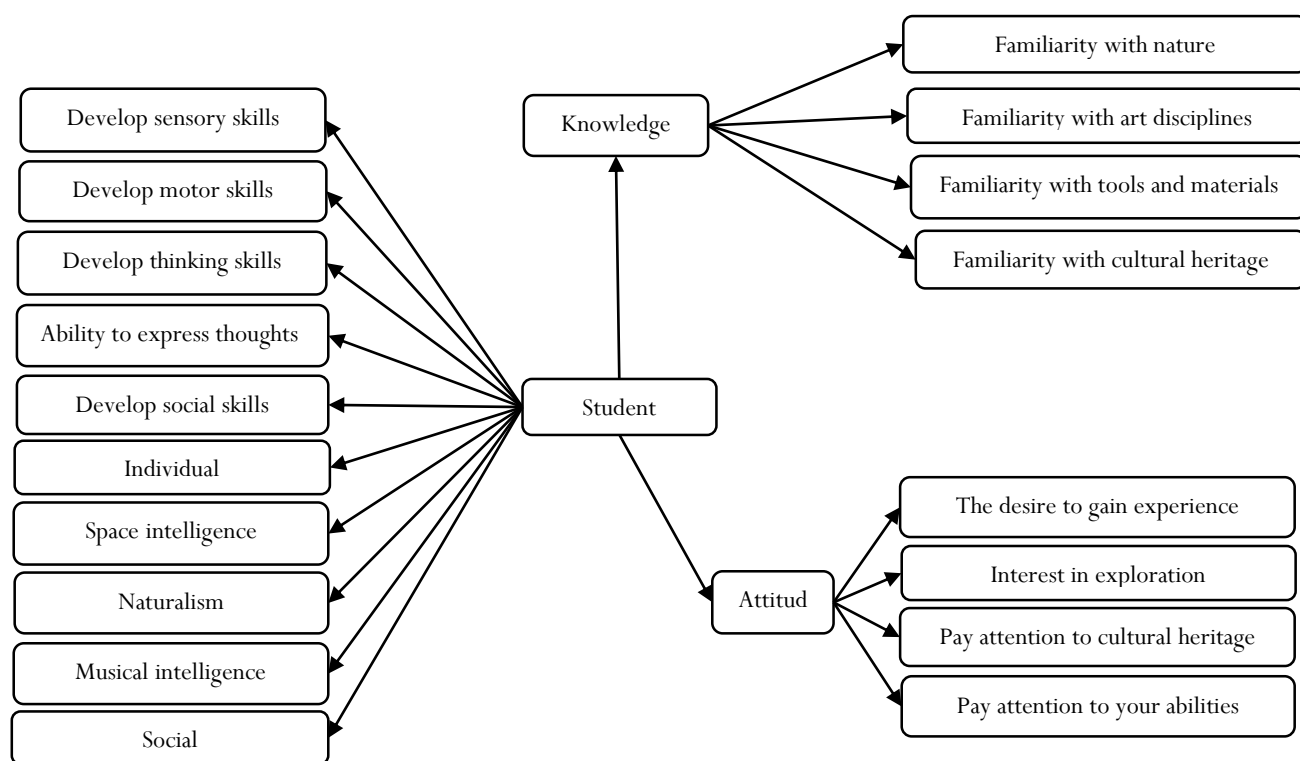 Develop sensory skills
Develop motor skills
Develop thinking skills
Ability to express thoughts
Develop social skills
Individual
Space intelligence
Naturalism
Musical intelligence
Social
Student
Knowledge
Familiarity with nature
Familiarity with art disciplines
Familiarity with tools and materials
Familiarity with cultural heritage
Attitud
The desire to gain experience
Interest in exploration
Pay attention to cultural heritage
Pay attention to your abilities